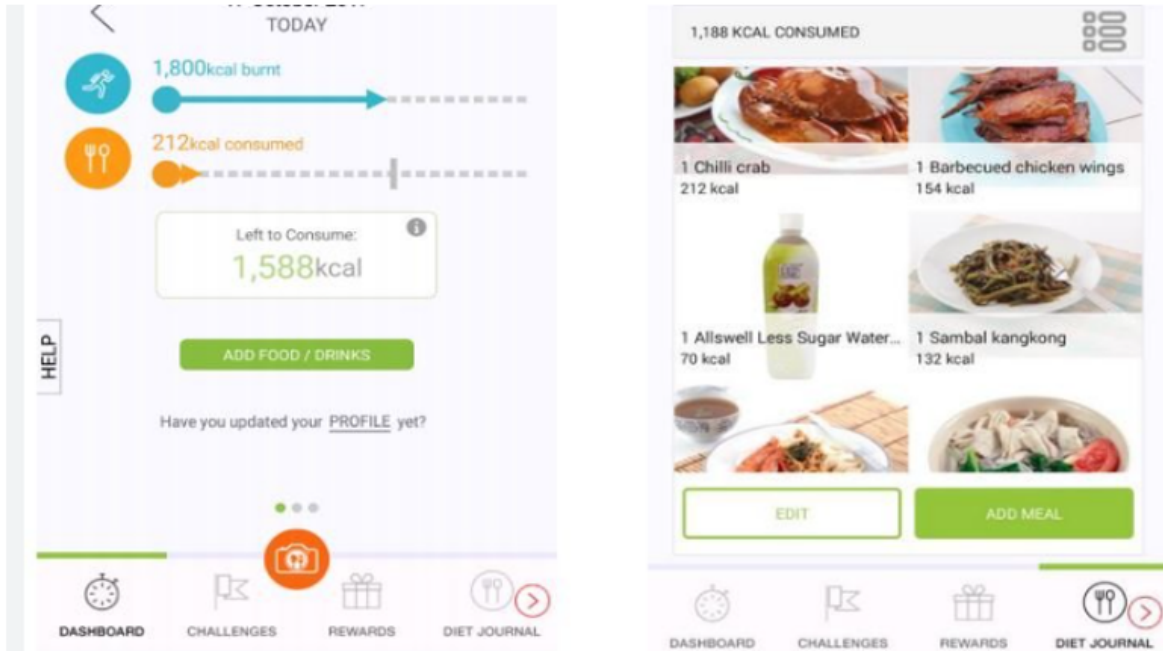 TODAY
1,800kcal burnt
212kcal consumed
Left to Consume:
1,588kcal
HELP
ADD FOOD / DRINKS
Have you updated your PROFILE yet?
DASHBOARD
CHALLENGES
REWARDS
DIET JOURNAL
1,188 KCAL CONSUMED
1 Chilli crab
212 kcal
1 Barbecued chicken wings
154 kcal
1 Allswell Less Sugar Water...
70 kcal
1 Sambal kangkong
132 kcal
EDIT
ADD MEAL
DASHBOARD
CHALLENGES
REWARDS
DIET JOURNAL